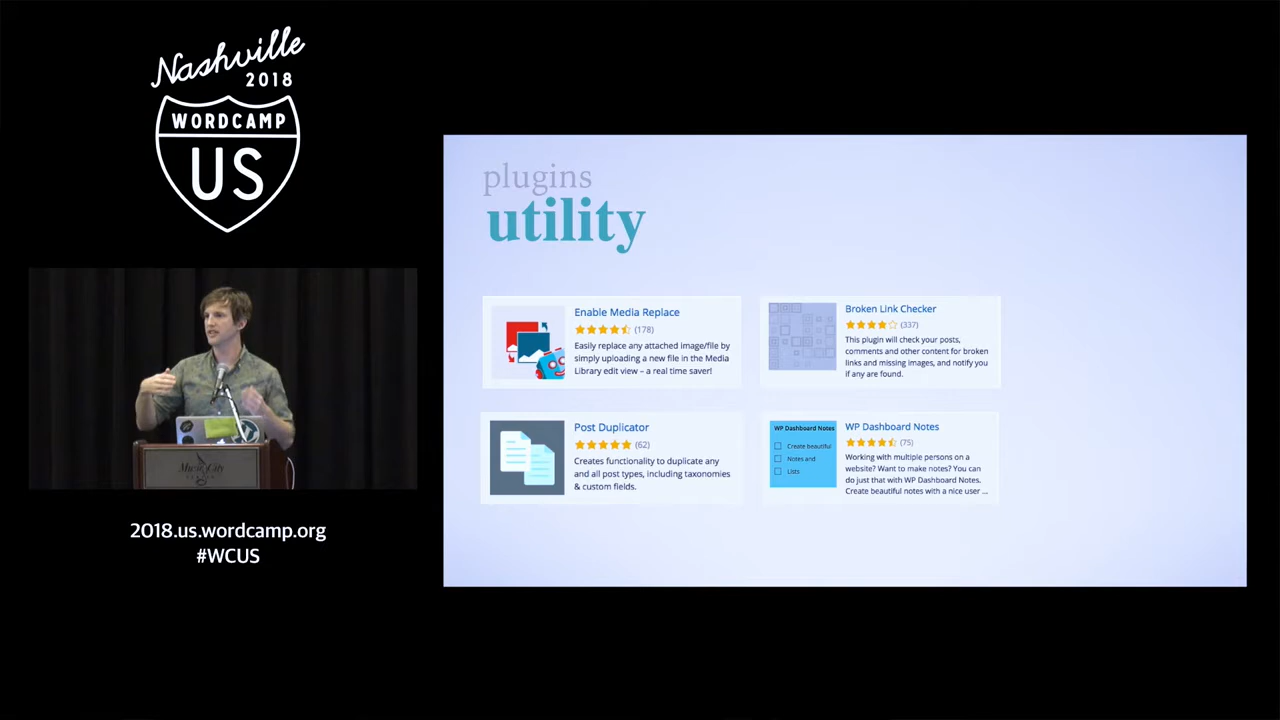 Nashville
2018
WORDCAMP
US
MUSIC CITY
2018.us.wordcamp.org
#WCUS
plugins
utility
Enable Media Replace
(178)
Easily replace any attached image/file by
simply uploading a new file in the Media
Library edit view – a real time saver!
Broken Link Checker
(337)
This plugin will check your posts,
comments and other content for broken
links and missing images, and notify you
if any are found.
Post Duplicator
(62)
Creates functionality to duplicate any
and all post types, including taxonomies
& custom fields.
WP Dashboard Notes
Create beautiful
Notes and
Lists
WP Dashboard Notes
(75)
Working with multiple persons on a
website? Want to make notes? You can
do just that with WP Dashboard Notes.
Create beautiful notes with a nice user ...